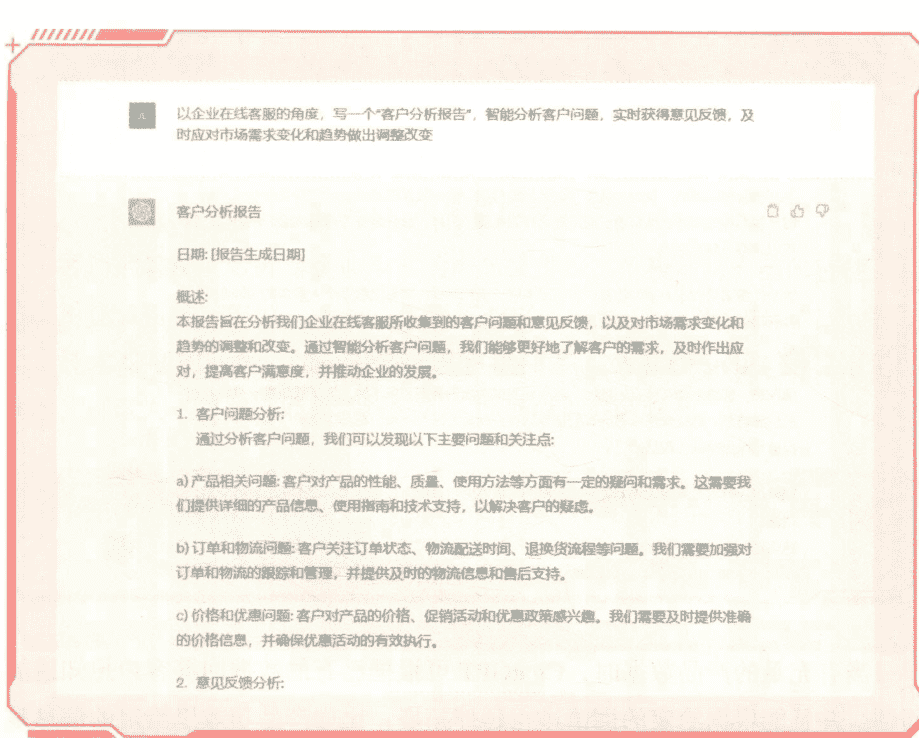 以企业在线客服的角度，写一个“客户分析报告”，智能分析客户问题，实时获得意见反馈，及
时应对市场需求变化和趋势做出调整改变
客户分析报告
日期: [报告生成日期]
概述:
本报告旨在分析我们企业在线客服所收集到的客户问题和意见反馈，以及对市场需求变化和
趋势的调整和改变。通过智能分析客户问题，我们能够更好地了解客户的需求，及时作出应
对，提高客户满意度，并推动企业的发展。
1. 客户问题分析:
通过分析客户问题，我们可以发现以下主要问题和关注点:
a) 产品相关问题: 客户对产品的性能、质量、使用方法等方面有一定的疑问和需求。这需要我
们提供详细的产品信息、使用指南和技术支持，以解决客户的疑虑。
b) 订单和物流问题: 客户关注订单状态、物流配送时间、退换货流程等问题。我们需要加强对
订单和物流的跟踪和管理，并提供及时的物流信息和售后支持。
c) 价格和优惠问题: 客户对产品的价格、促销活动和优惠政策感兴趣。我们需要及时提供准确
的价格信息，并确保优惠活动的有效执行。
2. 意见反馈分析: